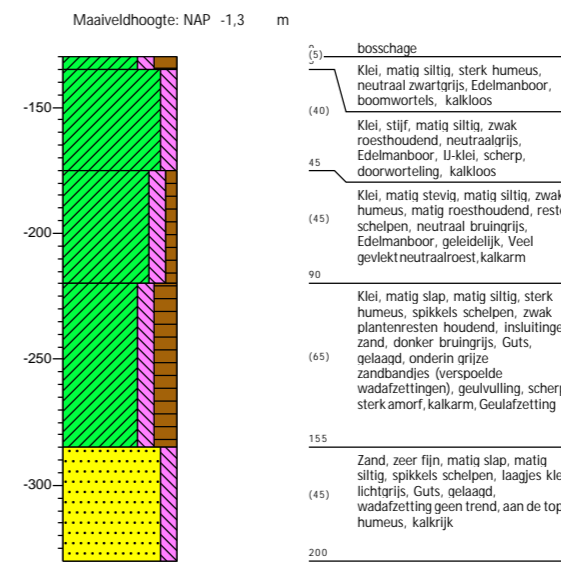 Maaiveldhoogte: NAP -1,3 m
bosschage
(5)
5
Klei, matig siltig, sterk humeus,
neutraal zwartgrijs, Edelmanboor,
boomwortels, kalkloos
-150
(40)
Klei, stijf, matig siltig, zwak
roesthoudend, neutraalgrijs,
Edelmanboor, IJ-klei, scherp,
doorworteling, kalkloos
45
Klei, matig stevig, matig siltig, zwak
humeus, matig roesthoudend, reste
schelpen, neutraal bruingrijs,
Edelmanboor, geleidelijk, Veel
gevlektneutraalroest,kalkarm
-200
(45)
90
Klei, matig slap, matig siltig, sterk
humeus, spikkels schelpen, zwak
plantenresten houdend, insluitinge
zand, donker bruingrijs, Guts,
gelaagd, onderin grijze
zandbandjes (verspoelde
wadafzettingen), geulvulling, scherp
sterk amorf, kalkarm, Geulafzetting
-250
(65)
155
Zand, zeer fijn, matig slap, matig
siltig, spikkels schelpen, laagjes kle
lichtgrijs, Guts, gelaagd,
wadafzetting geen trend, aan de top
humeus, kalkrijk
-300
(45)
200